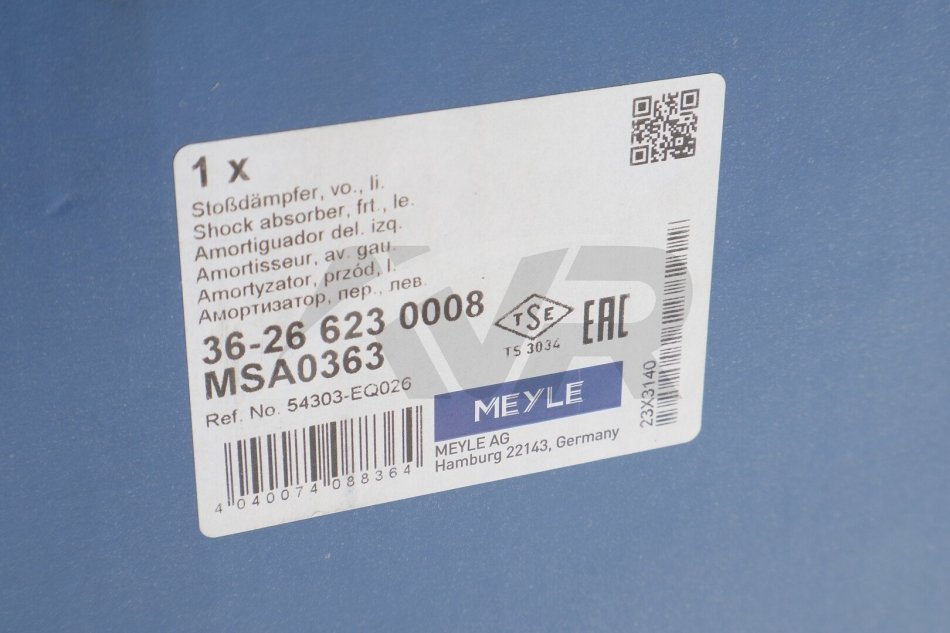 1 x
Stoßdämpfer, vo., li.
Shock absorber, frt., le.
Amortiguador del. izq.
Amortisseur, av. gau.
Amortyzator, przód, l.
Амортизатор, пер., лев.
36-26 623 0008
MSA0363
Ref. No. 54303-EQ026
4 040074 088364
TSE
TS 3034
EAC
MEYLE
MEYLE AG
Hamburg 22143, Germany
23X3140
KVR